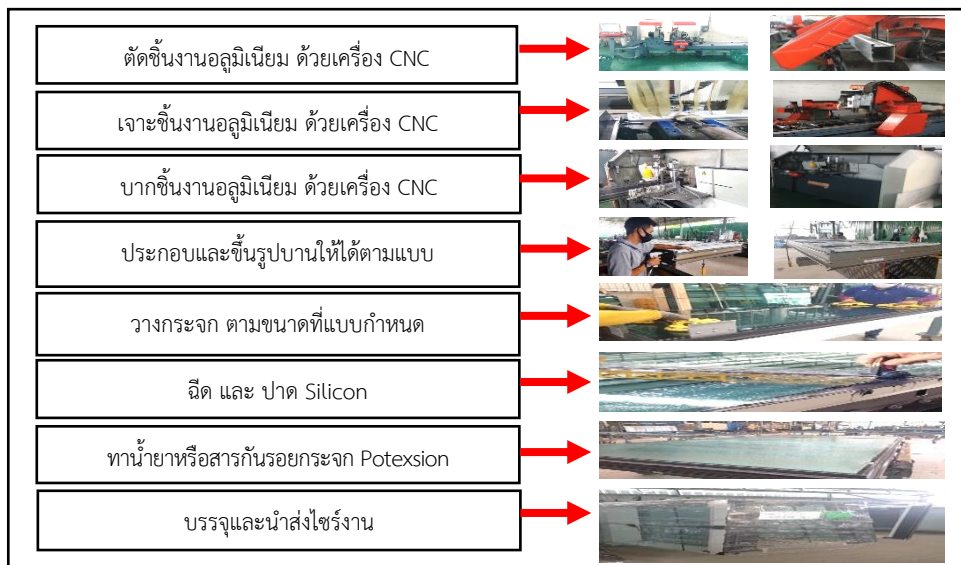 ตัดชิ้นงานอลูมิเนียม ด้วยเครื่อง CNC
เจาะชิ้นงานอลูมิเนียม ด้วยเครื่อง CNC
บากชิ้นงานอลูมิเนียม ด้วยเครื่อง CNC
ประกอบและขึ้นรูปบานให้ได้ตามแบบ
วางกระจก ตามขนาดที่แบบกำหนด
ฉีด และ ปาด Silicon
ทาน้ำยาหรือสารกันรอยกระจก Potexsion
บรรจุและนำส่งไซร์งาน